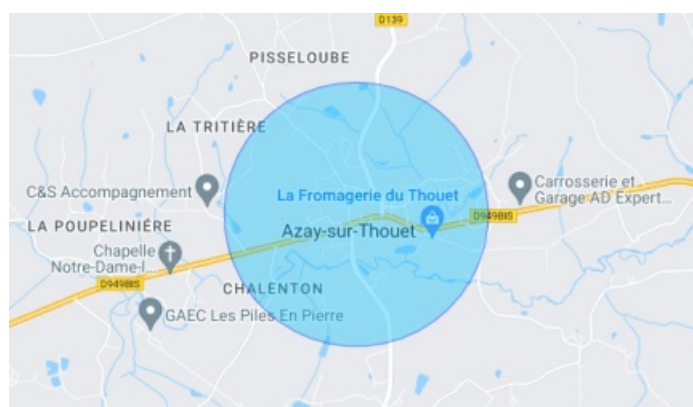 D139
PISSELOUBE
LA TRITIÈRE
C&S Accompagnement
La Fromagerie du Thouet
Carrosserie et
Garage AD Expert...
LA POUPELINIÈRE
Azay-sur-Thouet
D949BIS
Chapelle
Notre-Dame-l...
D949BIS
CHALENTON
GAEC Les Piles En Pierre